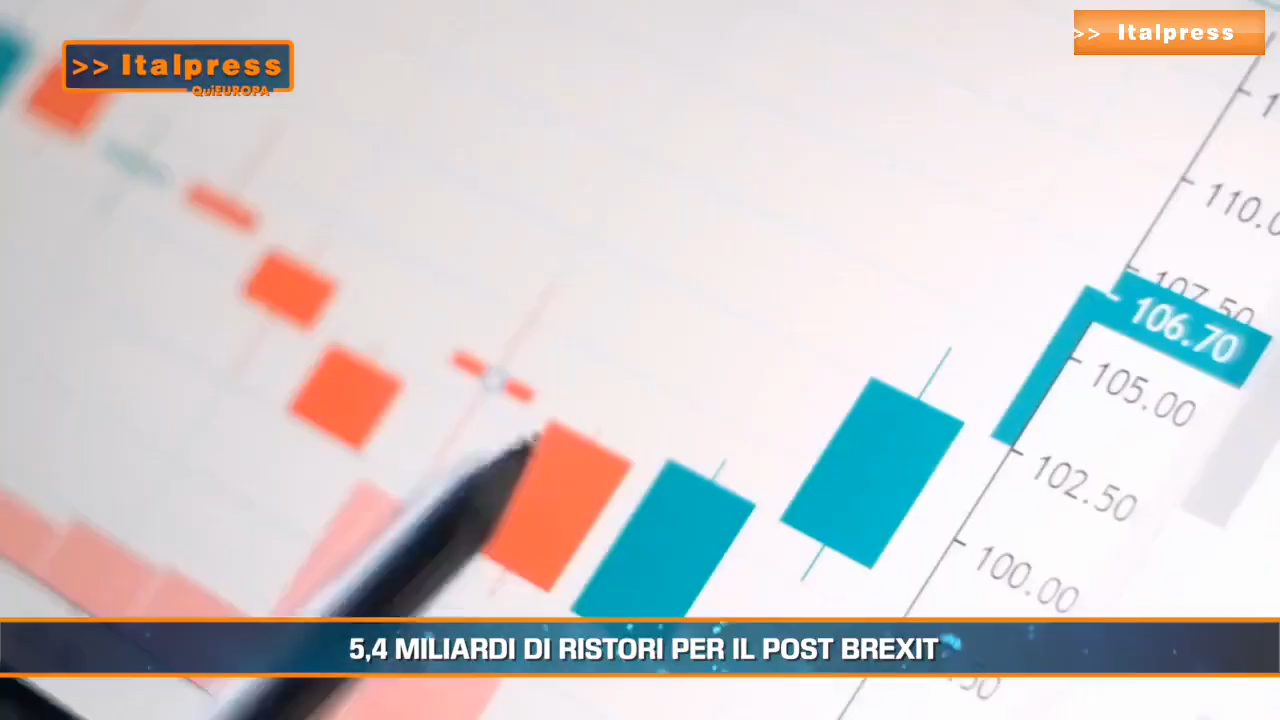 >> Italpress
QuiEUROPA
>> Italpress
110.0
107.50
106.70
105.00
102.50
100.00
5,4 MILIARDI DI RISTORI PER IL POST BREXIT